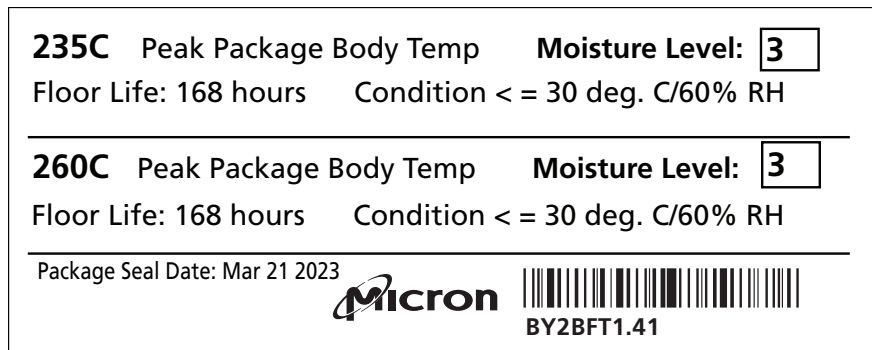 235C Peak Package Body Temp Moisture Level: 3
Floor Life: 168 hours Condition < = 30 deg. C/60% RH
260C Peak Package Body Temp Moisture Level: 3
Floor Life: 168 hours Condition < = 30 deg. C/60% RH
Package Seal Date: Mar 21 2023
Micron
BY2BFT1.41